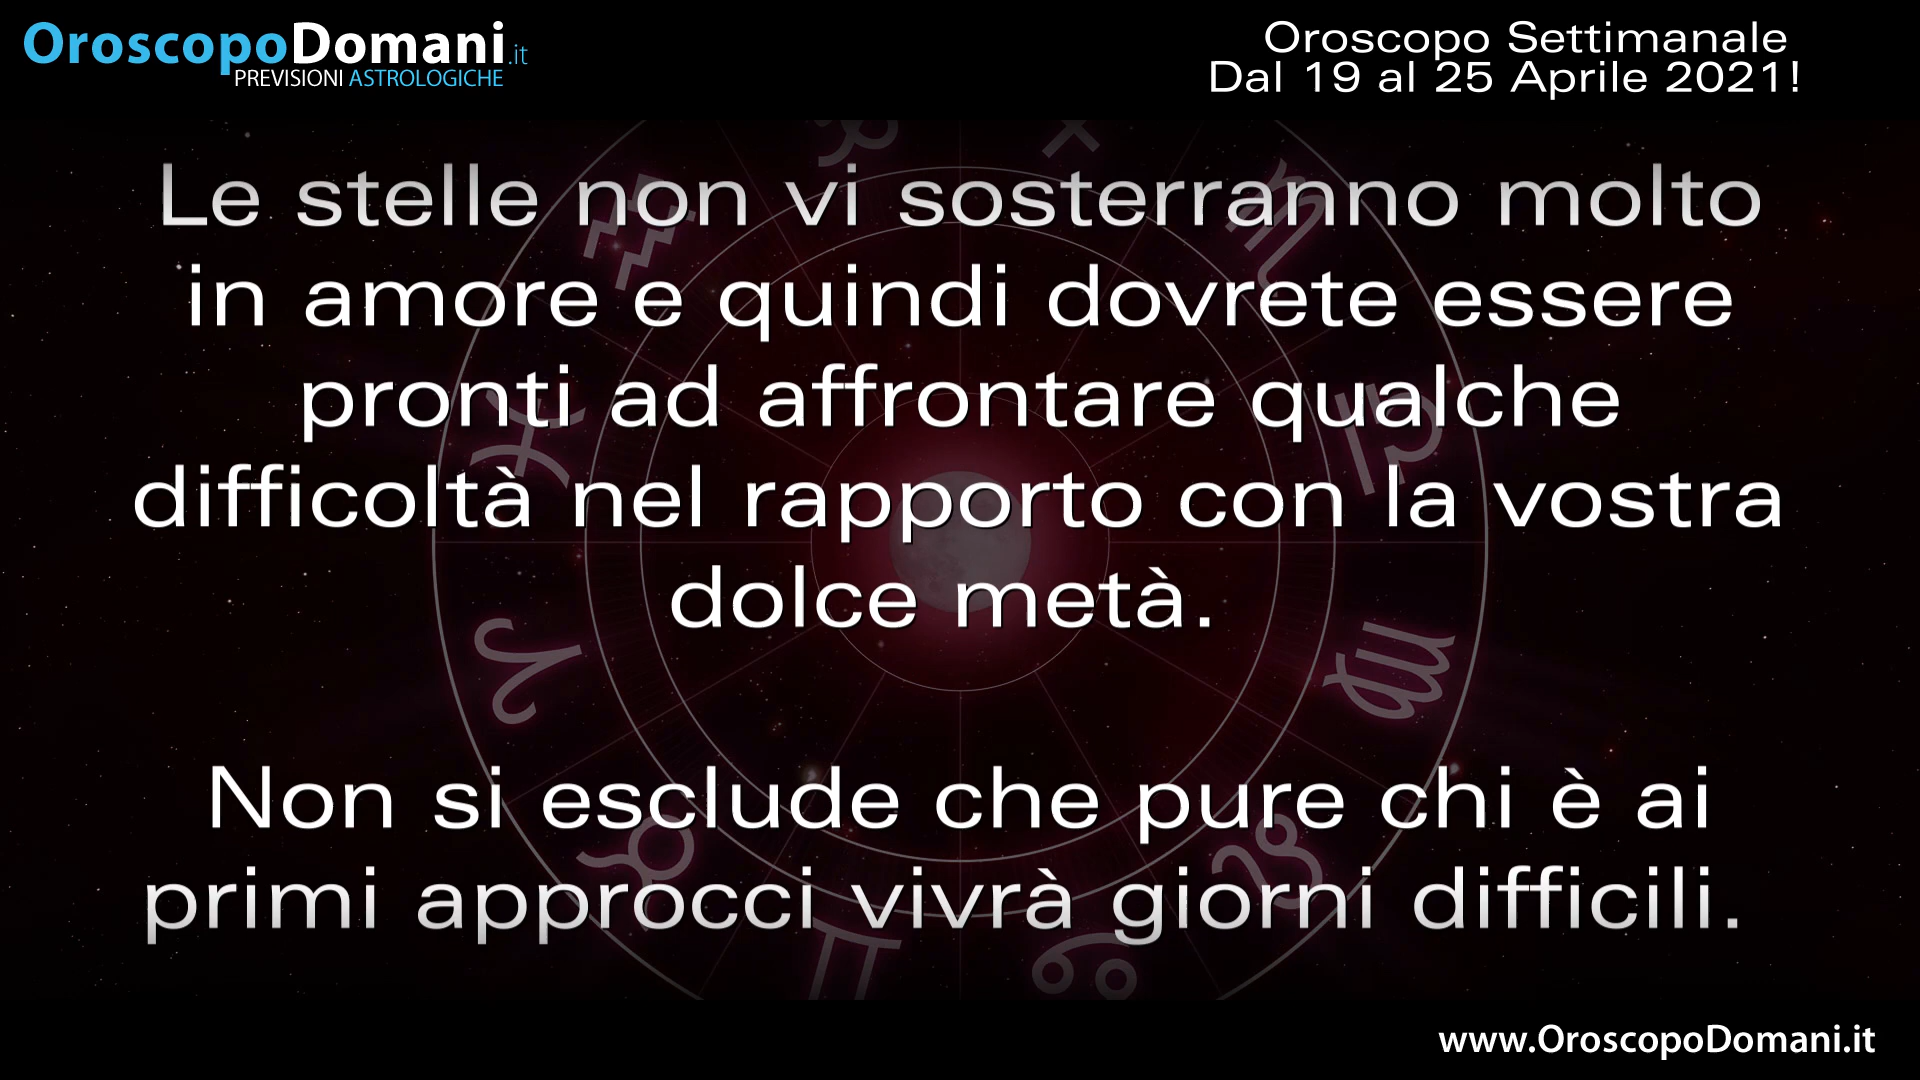 OroscopoDomani.it
PREVISIONI ASTROLOGICHE
Oroscopo Settimanale
Dal 19 al 25 Aprile 2021!
Le stelle non vi sosterranno molto
in amore e quindi dovrete essere
pronti ad affrontare qualche
difficoltà nel rapporto con la vostra
dolce metà.
Non si esclude che pure chi è ai
primi approcci vivrà giorni difficili.
www.OroscopoDomani.it